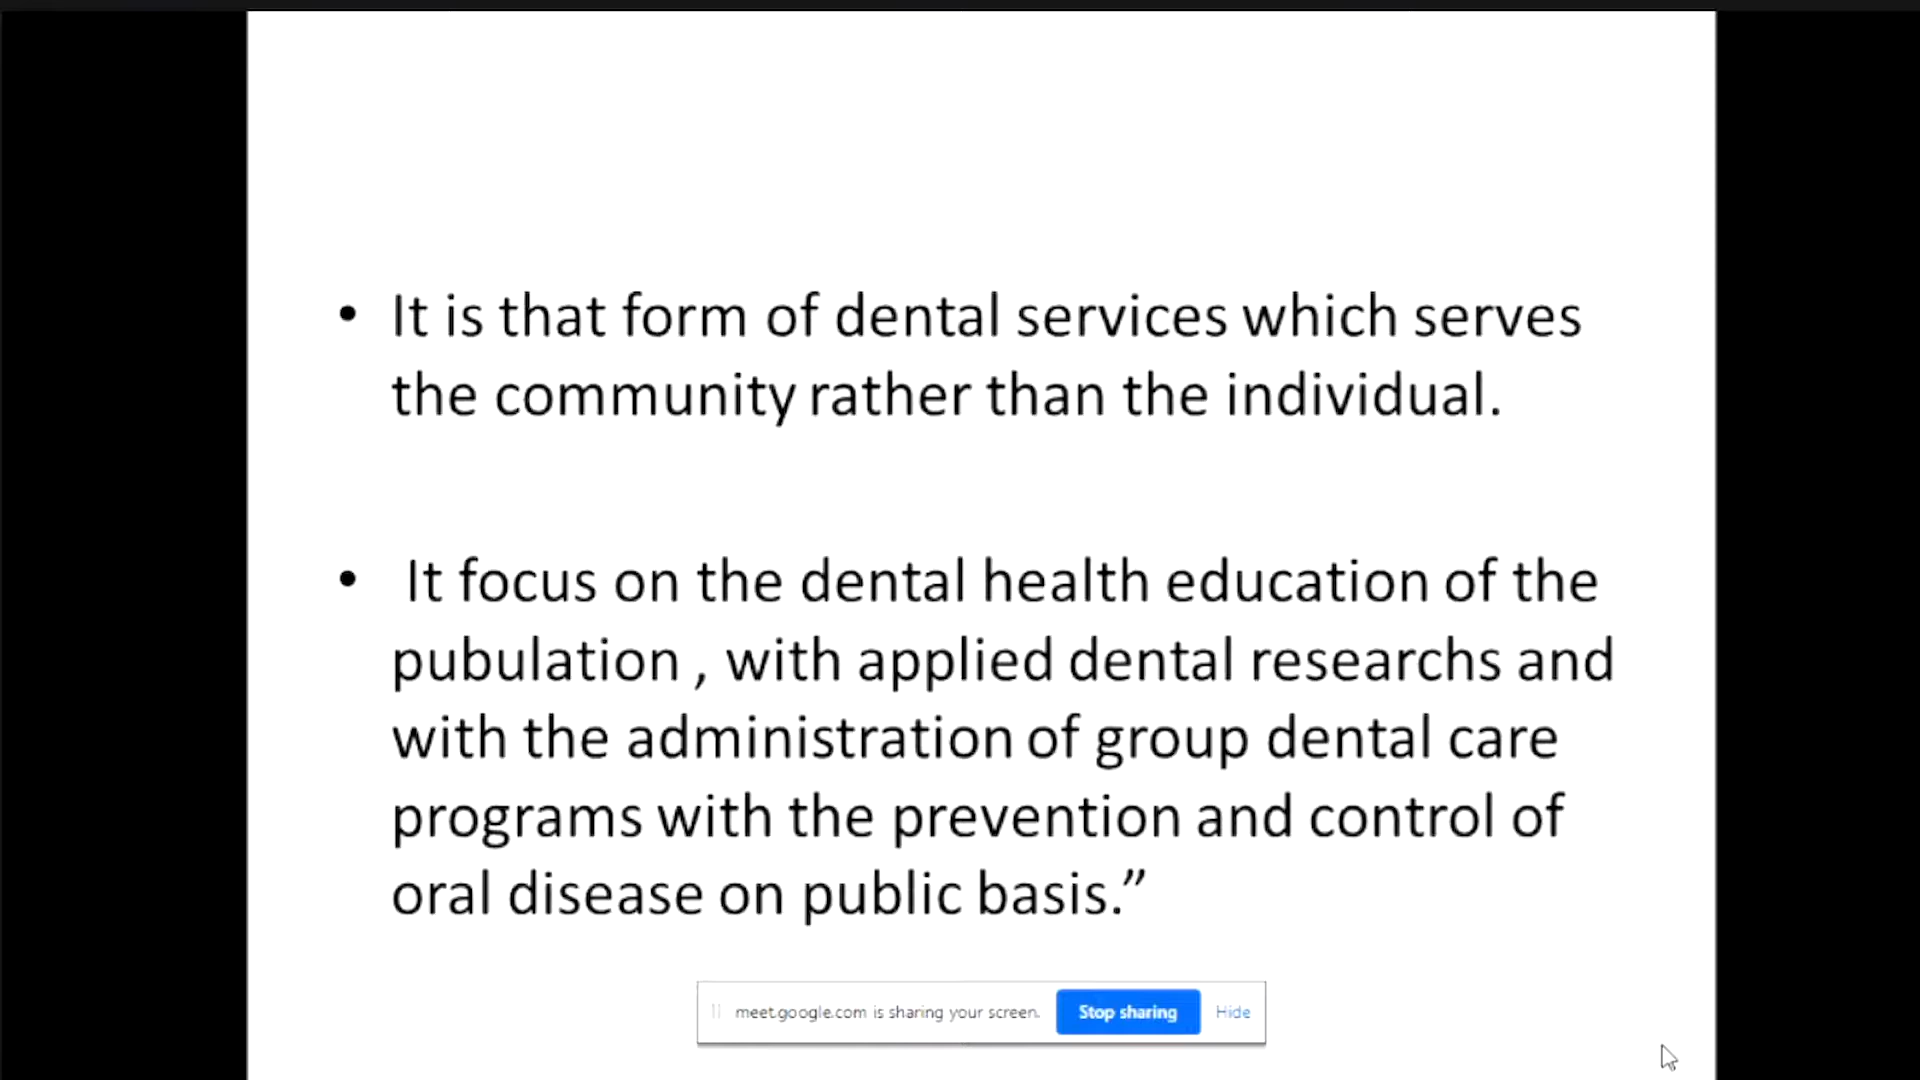 • It is that form of dental services which serves
the community rather than the individual.
• It focus on the dental health education of the
pubulation , with applied dental researchs and
with the administration of group dental care
programs with the prevention and control of
oral disease on public basis.”
meet.google.com is sharing your screen. Stop sharing Hide